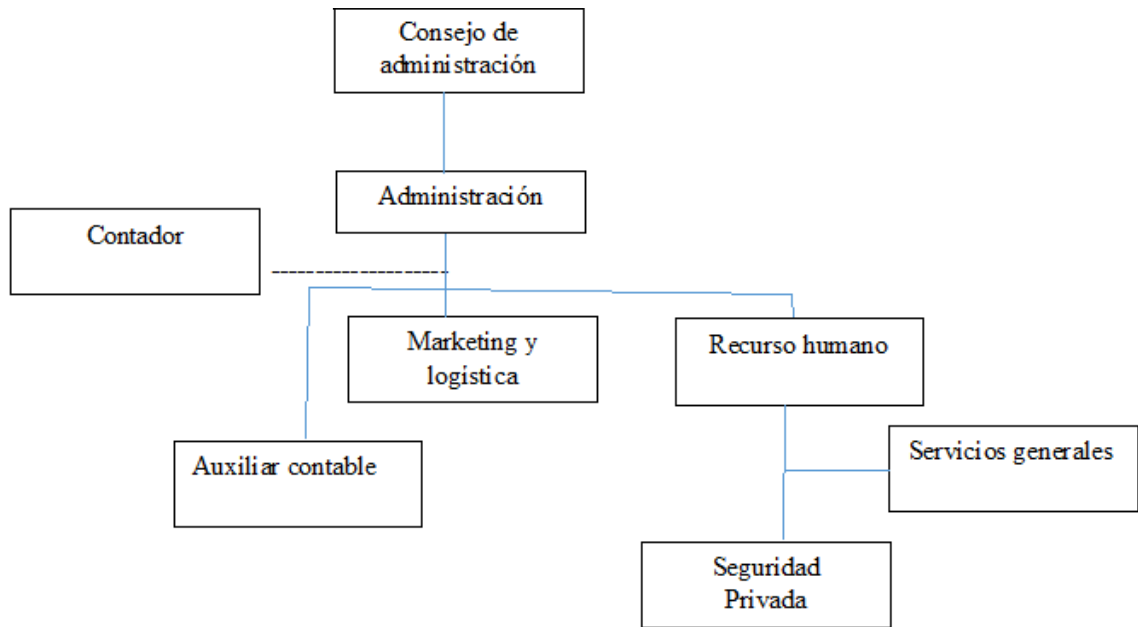 Consejo de
administración
Administración
Contador
Marketing y
logística
Recurso humano
Auxiliar contable
Servicios generales
Seguridad
Privada